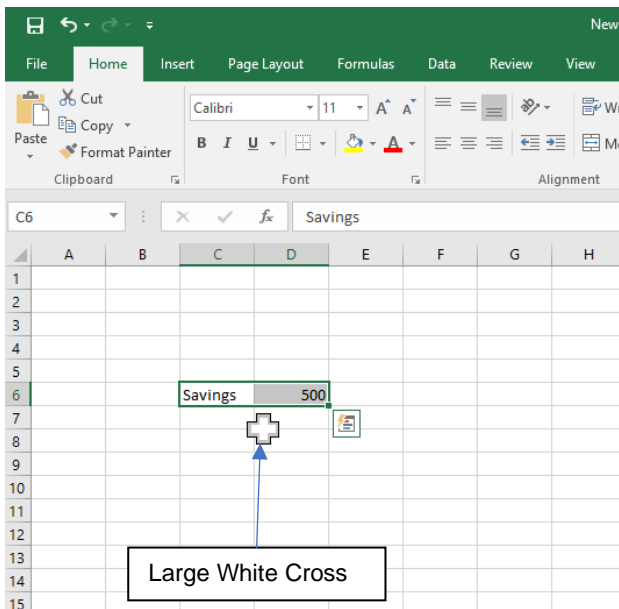 New
File Home Insert Page Layout Formulas Data Review View
Cut
Copy
Format Painter
Paste
Calibri 11 A A
B I U A
Clipboard Font Alignment
C6 fx Savings
A B C D E F G H
1
2
3
4
5
6 Savings 500
7
8
9
10
11
12
13
14
15
Large White Cross